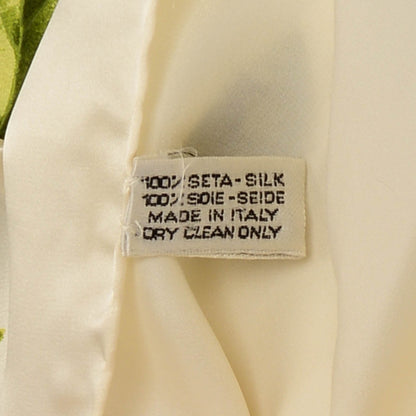 100% SETA - SILK
100% SOIE - SEIDE
MADE IN ITALY
DRY CLEAN ONLY